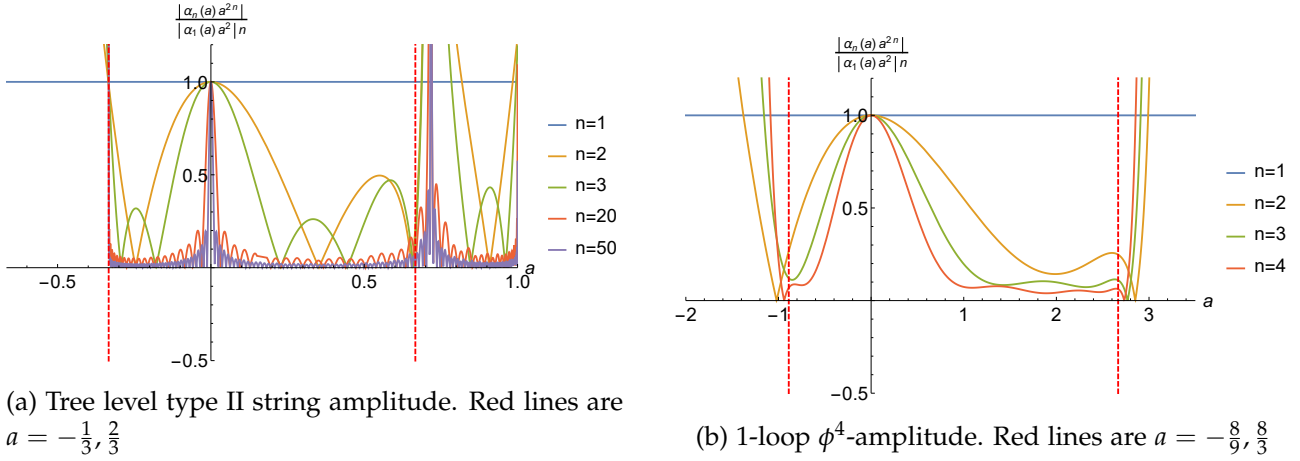 |αₙ(a) a²ⁿ|
|α₁(a) a²| n
1.0
0.5
-0.5
-0.5
0.5
1.0
a
n=1
n=2
n=3
n=20
n=50
(a) Tree level type II string amplitude. Red lines are
a = −1/3, 2/3
|αₙ(a) a²ⁿ|
|α₁(a) a²| n
1.0
0.5
-0.5
-2
-1
1
2
3
a
n=1
n=2
n=3
n=4
(b) 1-loop ϕ⁴-amplitude. Red lines are a = −8/9, 8/3